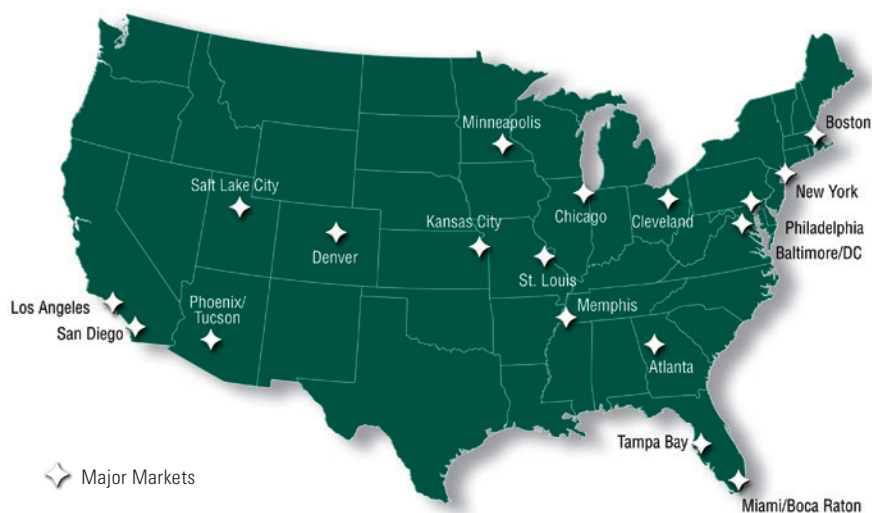 Minneapolis
Boston
Salt Lake City
New York
Chicago
Cleveland
Kansas City
Philadelphia
Denver
Baltimore/DC
St. Louis
Phoenix/
Tucson
Los Angeles
Memphis
San Diego
Atlanta
Tampa Bay
Major Markets
Miami/Boca Raton